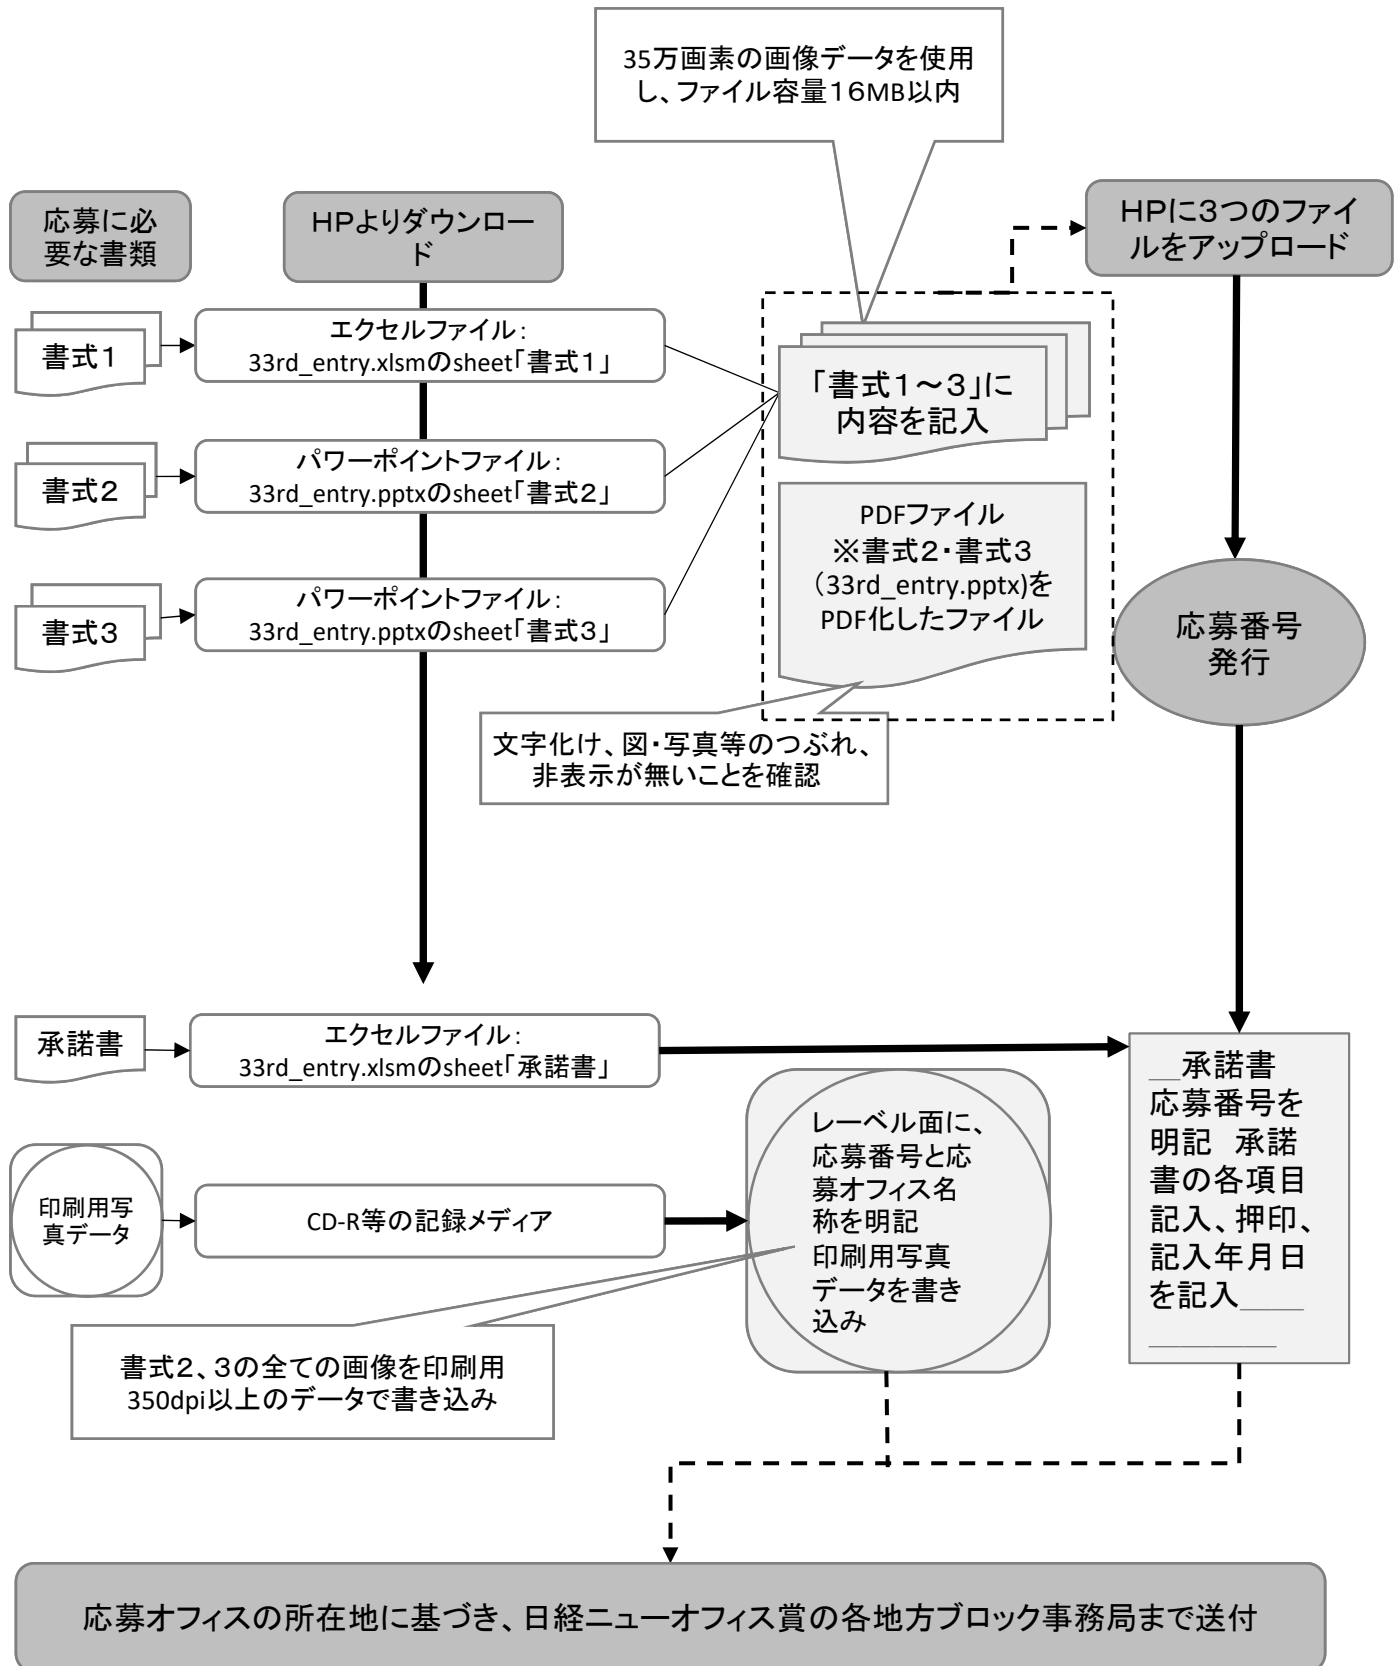 35万画素の画像データを使用
し、ファイル容量16MB以内
応募に必
要な書類
HPよりダウンロー
ド
HPに3つのファイ
ルをアップロード
書式1
エクセルファイル:
33rd_entry.xlsmのsheet「書式1」
「書式1~3」に
内容を記入
書式2
パワーポイントファイル:
33rd_entry.pptxのsheet「書式2」
PDFファイル
※書式2・書式3
(33rd_entry.pptx)を
PDF化したファイル
書式3
パワーポイントファイル:
33rd_entry.pptxのsheet「書式3」
応募番号
発行
文字化け、図・写真等のつぶれ、
非表示が無いことを確認
承諾書
エクセルファイル:
33rd_entry.xlsmのsheet「承諾書」
__承諾書
応募番号を
明記 承諾
書の各項目
記入、押印、
記入年月日
を記入____
________
印刷用写
真データ
CD-R等の記録メディア
レーベル面に、
応募番号と応
募オフィス名
称を明記
印刷用写真
データを書き
込み
書式2、3の全ての画像を印刷用
350dpi以上のデータで書き込み
応募オフィスの所在地に基づき、日経ニューオフィス賞の各地方ブロック事務局まで送付